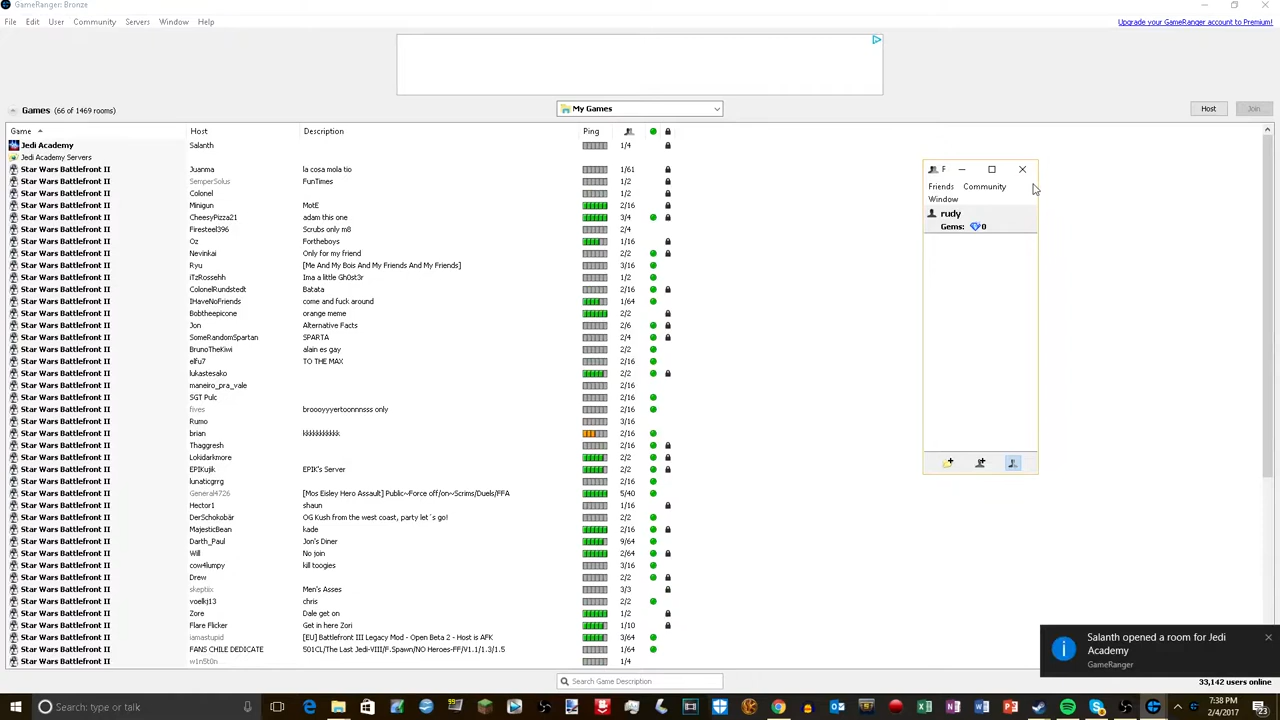 GameRanger: Bronze
File Edit User Community Servers Window Help
Upgrade your GameRanger account to Premium!
Games (66 of 1469 rooms)
My Games
Host
Join
Game Host Description Ping
Jedi Academy Salanth 1/4
Jedi Academy Servers
Star Wars Battlefront II Juanma la cosa mola tio 1/61
Star Wars Battlefront II SemperSolus FunTimes 1/2
Star Wars Battlefront II Colonel 1/2
Star Wars Battlefront II Minigun MotE 2/16
Star Wars Battlefront II CheesyPizza21 adam this one 3/4
Star Wars Battlefront II Firesteel396 Scrubs only m8 2/4
Star Wars Battlefront II Oz Fortheboys 1/16
Star Wars Battlefront II Nevinkai Only for my friend 2/2
Star Wars Battlefront II Ryu [Me And My Bois And My Friends And My Friends] 3/16
Star Wars Battlefront II iTzRossehh Ima a little Gh0st3r 1/2
Star Wars Battlefront II ColonelRundstedt Batata 2/16
Star Wars Battlefront II IHaveNoFriends come and fuck around 1/64
Star Wars Battlefront II Bobtheepicone orange meme 2/2
Star Wars Battlefront II Jon Alternative Facts 2/6
Star Wars Battlefront II SomeRandomSpartan SPARTA 2/4
Star Wars Battlefront II BrunoTheKiwi alain es gay 2/2
Star Wars Battlefront II elfu7 TO THE MAX 2/16
Star Wars Battlefront II lukastesako 2/2
Star Wars Battlefront II maneiro_pra_vale 2/16
Star Wars Battlefront II SGT Pulc 2/16
Star Wars Battlefront II fives broooyyyertoonnnsss only 2/16
Star Wars Battlefront II Rumo 3/16
Star Wars Battlefront II brian kkkkkkkkkkk 2/16
Star Wars Battlefront II Thaggresh 2/16
Star Wars Battlefront II Lokidarkmore 2/2
Star Wars Battlefront II EPIKujik EPIK's Server 2/2
Star Wars Battlefront II lunaticgrrg 2/16
Star Wars Battlefront II General4726 [Mos Eisley Hero Assault] Public~Force off/on~Scrims/Duels/FFA 5/40
Star Wars Battlefront II Hector1 shaun 1/16
Star Wars Battlefront II DerSchokobär OG Kush from the west coast, party let´s go! 2/2
Star Wars Battlefront II MajesticBean kade 2/16
Star Wars Battlefront II Darth_Paul Jon's Diner 9/64
Star Wars Battlefront II Will No join 2/64
Star Wars Battlefront II cow4lumpy kill toogies 3/16
Star Wars Battlefront II Drew 2/2
Star Wars Battlefront II skeptiix Men's Asses 3/3
Star Wars Battlefront II voelkj13 chris 2/2
Star Wars Battlefront II Zore Dale get on 1/2
Star Wars Battlefront II Flare Flicker Get in here Zori 1/10
Star Wars Battlefront II iamastupid [EU] Battlefront III Legacy Mod - Open Beta 2 - Host is AFK 3/64
Star Wars Battlefront II FANS CHILE DEDICATE 501CL/The Last Jedi-VIII/F.Spawn/NO Heroes-FF/V1.1/1.3/1.5 1/64
Star Wars Battlefront II w1n5t0n 1/4
F
Friends Community
Window
rudy
Gems: 0
Salanth opened a room for Jedi
Academy
GameRanger
Search Game Description
33,142 users online
Search: type or talk
7:38 PM
2/4/2017
23